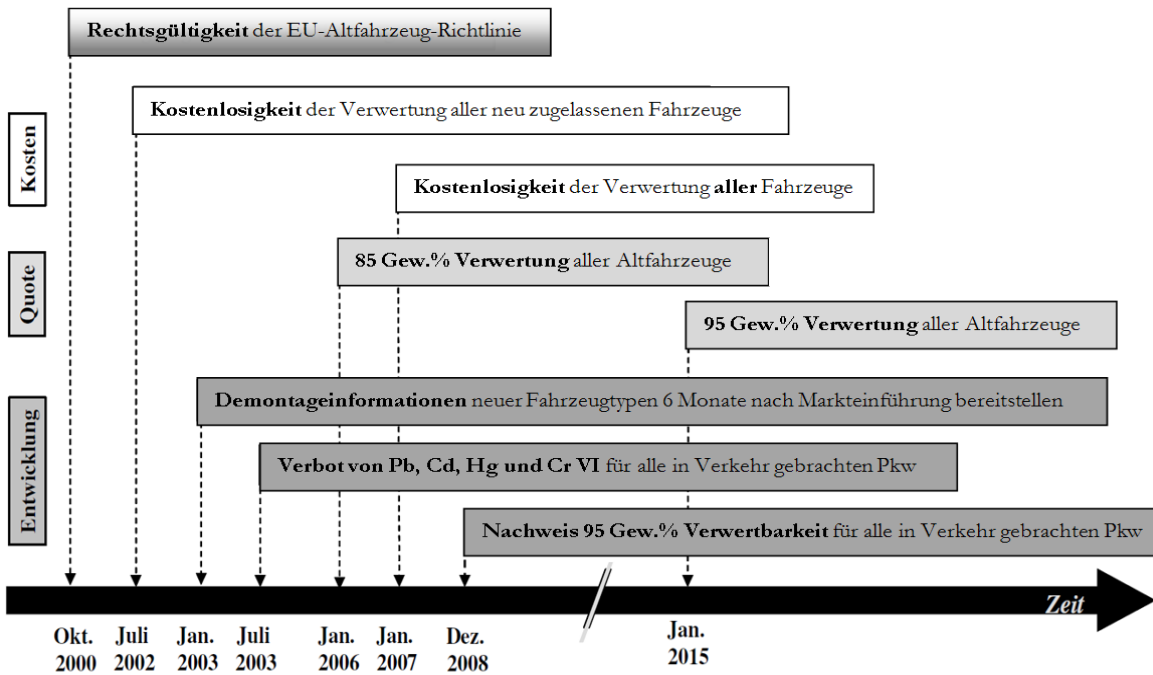 Rechtsgültigkeit der EU-Altfahrzeug-Richtlinie
Kostenlosigkeit der Verwertung aller neu zugelassenen Fahrzeuge
Kosten
Kostenlosigkeit der Verwertung aller Fahrzeuge
Quote
85 Gew.% Verwertung aller Altfahrzeuge
95 Gew.% Verwertung aller Altfahrzeuge
Entwicklung
Demontageinformationen neuer Fahrzeugtypen 6 Monate nach Markteinführung bereitstellen
Verbot von Pb, Cd, Hg und Cr VI für alle in Verkehr gebrachten Pkw
Nachweis 95 Gew.% Verwertbarkeit für alle in Verkehr gebrachten Pkw
Zeit
Okt.
2000
Juli
2002
Jan.
2003
Juli
2003
Jan.
2006
Jan.
2007
Dez.
2008
Jan.
2015